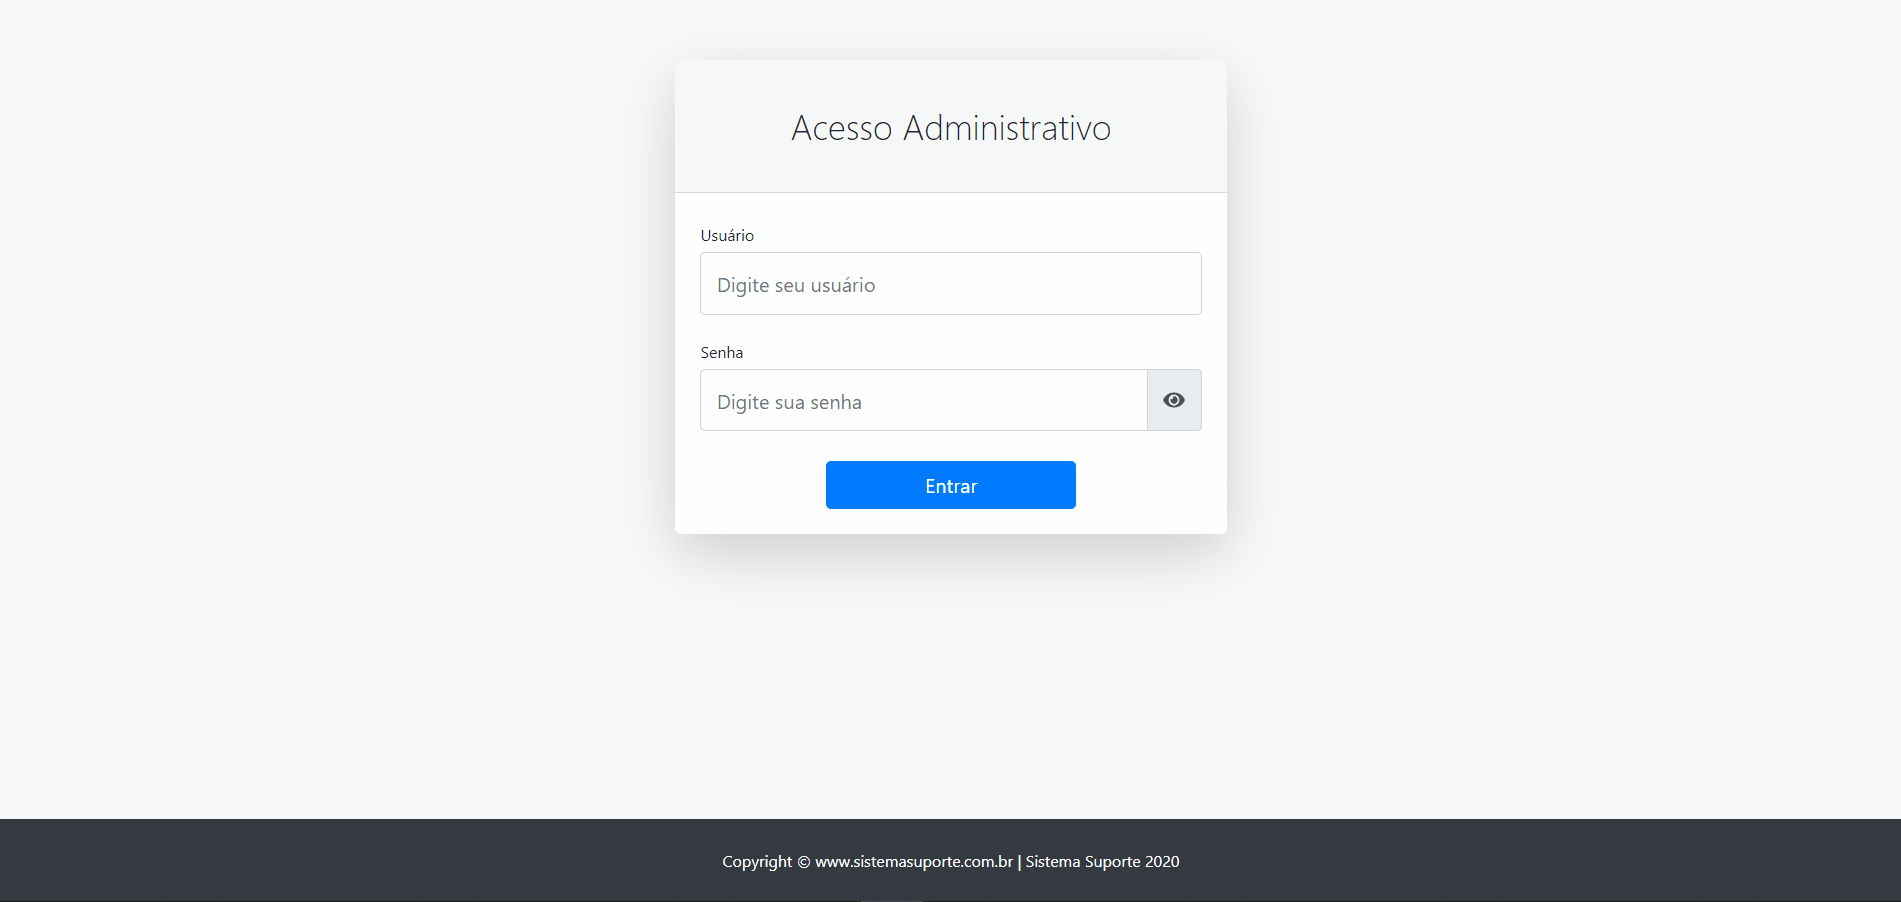 Acesso Administrativo
Usuário
Digite seu usuário
Senha
Digite sua senha
Entrar
Copyright © www.sistemasuporte.com.br | Sistema Suporte 2020